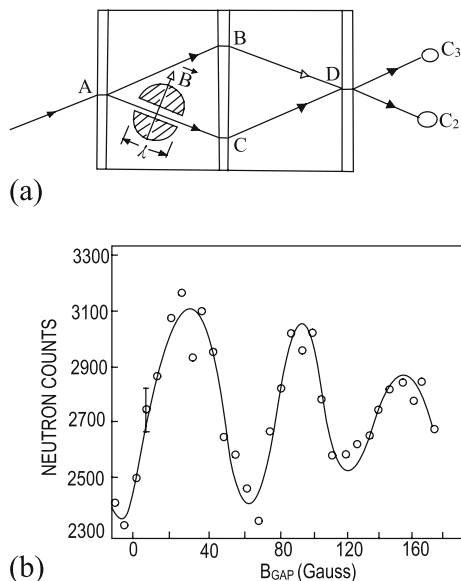 A
B
B
C
D
C3
C2
(a)
3300
3100
2900
2700
2500
2300
NEUTRON COUNTS
0 40 80 120 160
BGAP (Gauss)
(b)